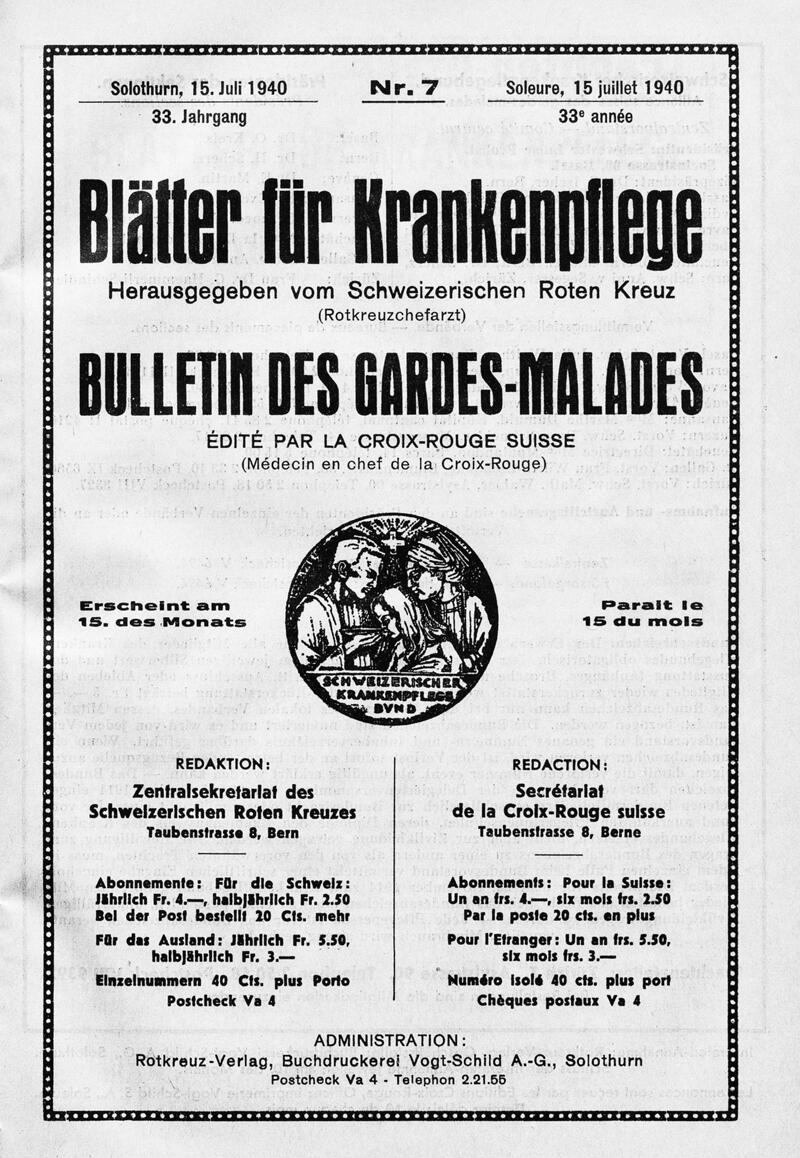 Solothurn, 15. Juli 1940
Nr. 7
Soleure, 15 juillet 1940
33. Jahrgang
33e année
Blätter für Krankenpflege
Herausgegeben vom Schweizerischen Roten Kreuz
(Rotkreuzchefarzt)
BULLETIN DES GARDES-MALADES
ÉDITÉ PAR LA CROIX-ROUGE SUISSE
(Médecin en chef de la Croix-Rouge)
Erscheint am
15. des Monats
Parait le
15 du mois
SCHWEIZERISCHER
KRANKENPFLEGE
BVND
REDAKTION:
Zentralsekretariat des
Schweizerischen Roten Kreuzes
Taubenstrasse 8, Bern
Abonnemente: Für die Schweiz:
Jährlich Fr. 4.—, halbjährlich Fr. 2.50
Bei der Post bestellt 20 Cts. mehr
Für das Ausland: Jährlich Fr. 5.50,
halbjährlich Fr. 3.—
Einzelnummern 40 Cts. plus Porto
Postcheck Va 4
REDACTION:
Secrétariat
de la Croix-Rouge suisse
Taubenstrasse 8, Berne
Abonnements: Pour la Suisse:
Un an frs. 4.—, six mois frs. 2.50
Par la poste 20 cts. en plus
Pour l'Etranger: Un an frs. 5.50,
six mois frs. 3.—
Numéro isolé 40 cts. plus port
Chèques postaux Va 4
ADMINISTRATION:
Rotkreuz-Verlag, Buchdruckerei Vogt-Schild A.-G., Solothurn
Postcheck Va 4 - Telephon 2.21.55